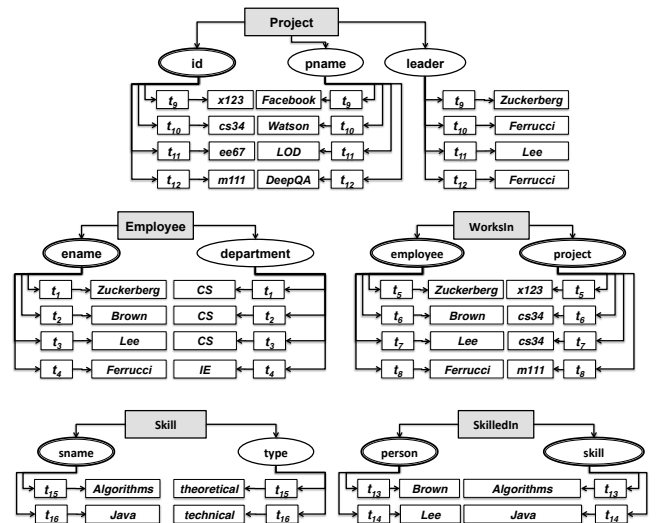 Project
id pname leader
t9 x123 Facebook t9 t9 Zuckerberg
t10 cs34 Watson t10 t10 Ferrucci
t11 ee67 LOD t11 t11 Lee
t12 m111 DeepQA t12 t12 Ferrucci
Employee
ename department
t1 Zuckerberg CS t1
t2 Brown CS t2
t3 Lee CS t3
t4 Ferrucci IE t4
WorksIn
employee project
t5 Zuckerberg x123 t5
t6 Brown cs34 t6
t7 Lee cs34 t7
t8 Ferrucci m111 t8
Skill
sname type
t15 Algorithms theoretical t15
t16 Java technical t16
SkilledIn
person skill
t13 Brown Algorithms t13
t14 Lee Java t14